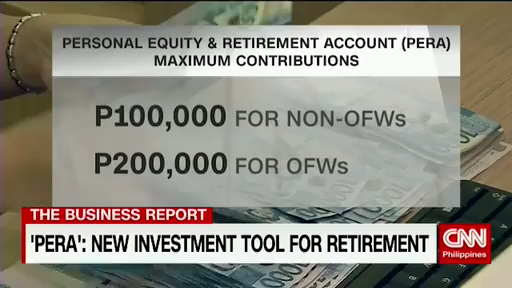 PERSONAL EQUITY & RETIREMENT ACCOUNT (PERA)
MAXIMUM CONTRIBUTIONS
P100,000 FOR NON-OFWs
P200,000 FOR OFWs
THE BUSINESS REPORT
'PERA': NEW INVESTMENT TOOL FOR RETIREMENT
CNN
Philippines